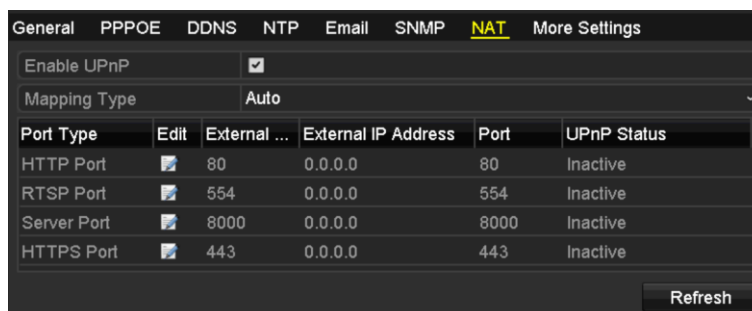 General PPPOE DDNS NTP Email SNMP NAT More Settings
Enable UPnP
Mapping Type Auto
Port Type Edit External ... External IP Address Port UPnP Status
HTTP Port 80 0.0.0.0 80 Inactive
RTSP Port 554 0.0.0.0 554 Inactive
Server Port 8000 0.0.0.0 8000 Inactive
HTTPS Port 443 0.0.0.0 443 Inactive
Refresh